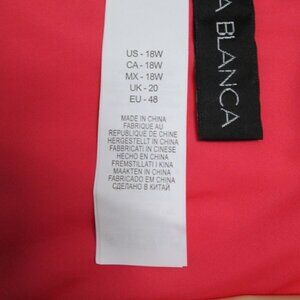 US - 18W
CA - 18W
MX - 18W
UK - 20
EU - 48
MADE IN CHINA
FABRIQUE AU
REPUBLIQUE DE CHINE
HERGESTELLT IN CHINA
FABBRICATI IN CINESE
HECHO EN CHINA
FREMSTILLATI I KINA
MAAKTEN IN CHINA
FABRICADO EM CHINA
СДЕЛАНО В КИТАЙ
A BLANCA